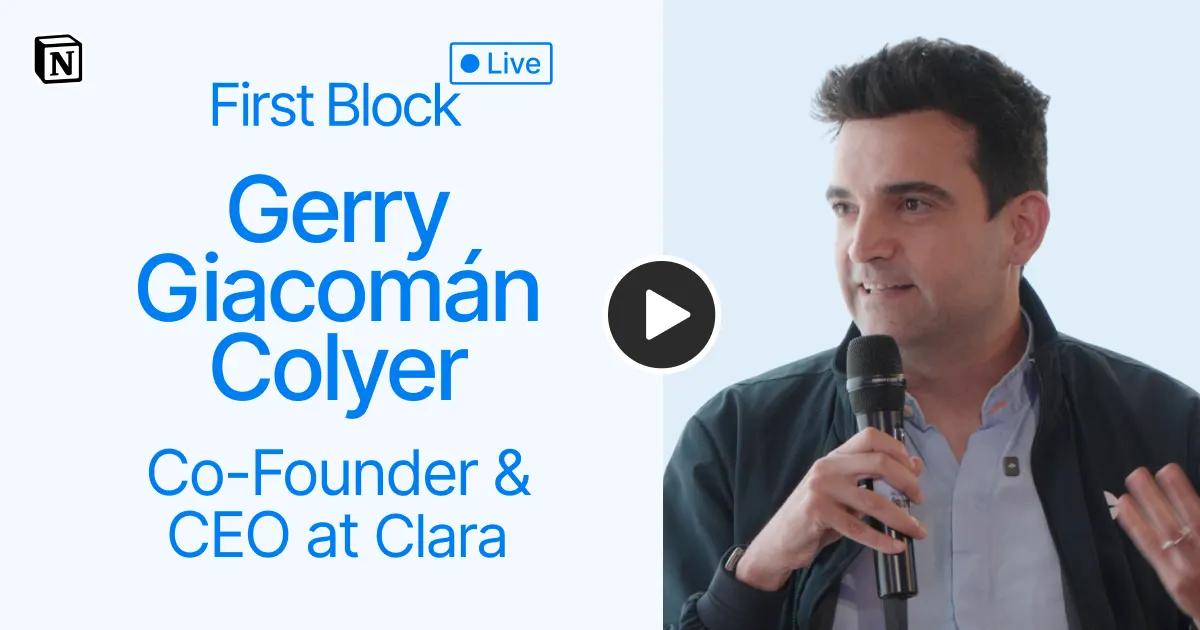 N
Live
First Block
Gerry
Giacomán
Colyer
Co-Founder &
CEO at Clara